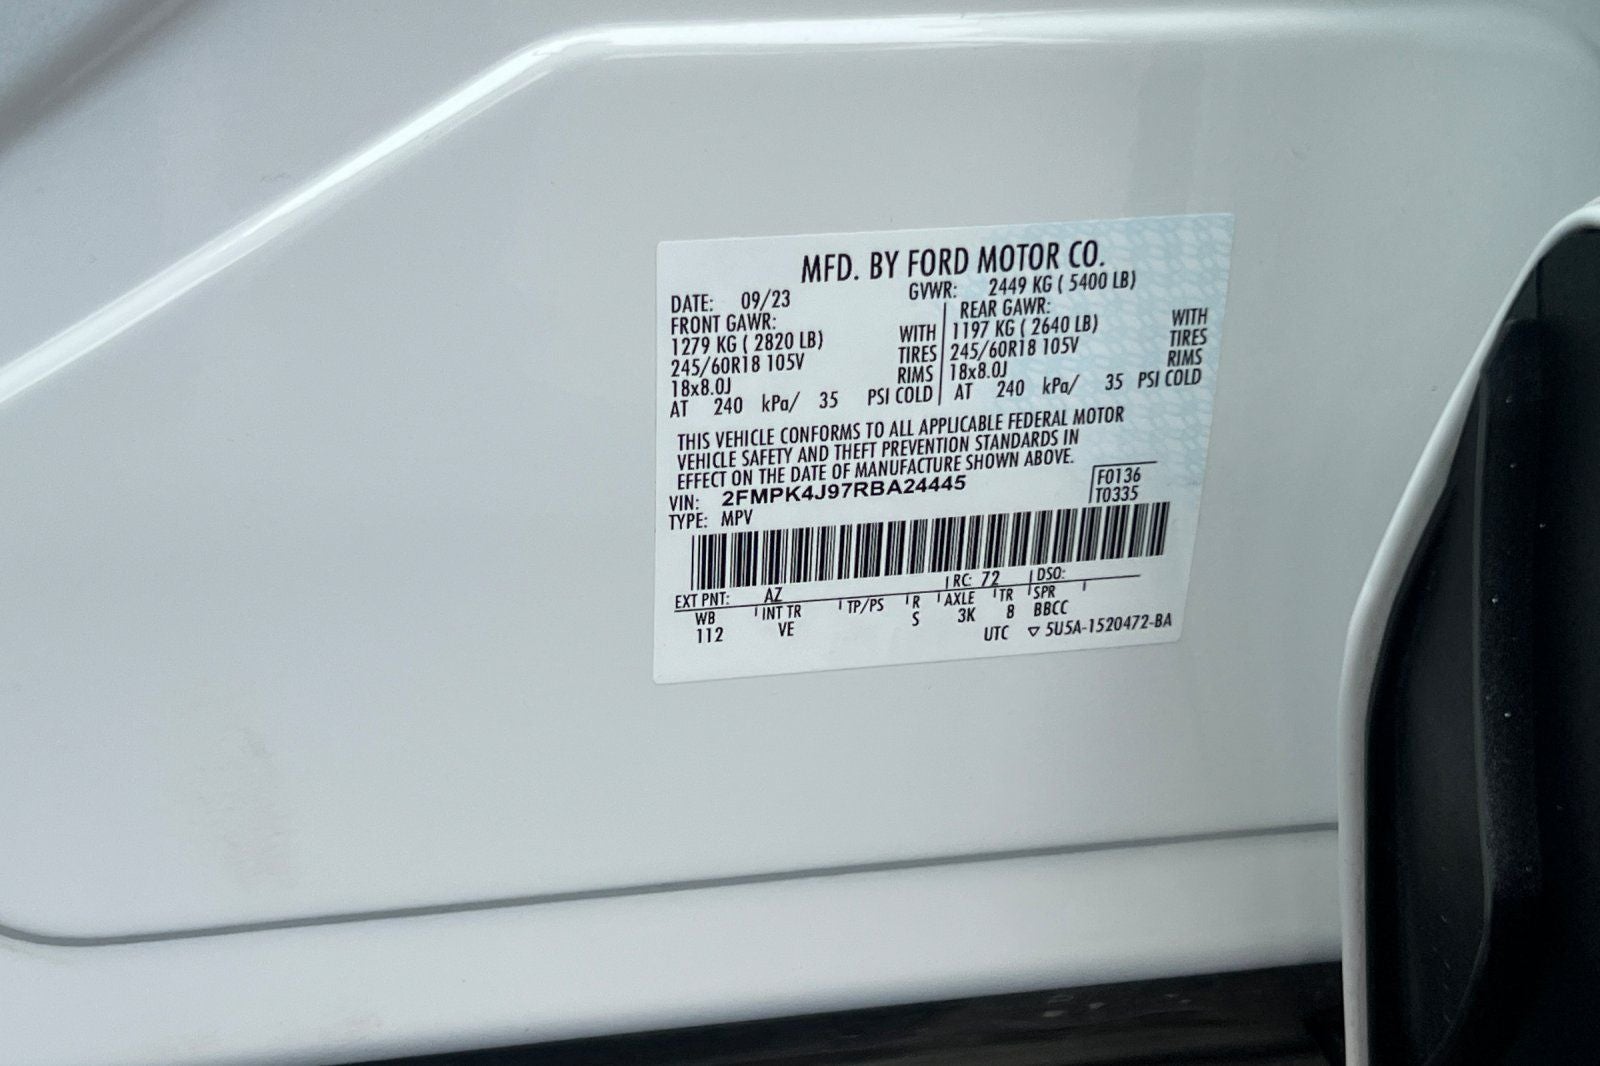 MFD. BY FORD MOTOR CO.
DATE: 09/23 GVWR: 2449 KG ( 5400 LB)
FRONT GAWR: REAR GAWR:
1279 KG ( 2820 LB) WITH 1197 KG ( 2640 LB) WITH
245/60R18 105V TIRES 245/60R18 105V TIRES
18x8.0J RIMS 18x8.0J RIMS
AT 240 kPa/ 35 PSI COLD AT 240 kPa/ 35 PSI COLD
THIS VEHICLE CONFORMS TO ALL APPLICABLE FEDERAL MOTOR
VEHICLE SAFETY AND THEFT PREVENTION STANDARDS IN
EFFECT ON THE DATE OF MANUFACTURE SHOWN ABOVE.
VIN: 2FMPK4J97RBA24445 F0136
TYPE: MPV T0335
EXT PNT: AZ RC: 72 DSO:
WB INT TR TP/PS R AXLE TR SPR
112 VE S 3K 8 BBCC
UTC ▽ 5U5A-1520472-BA